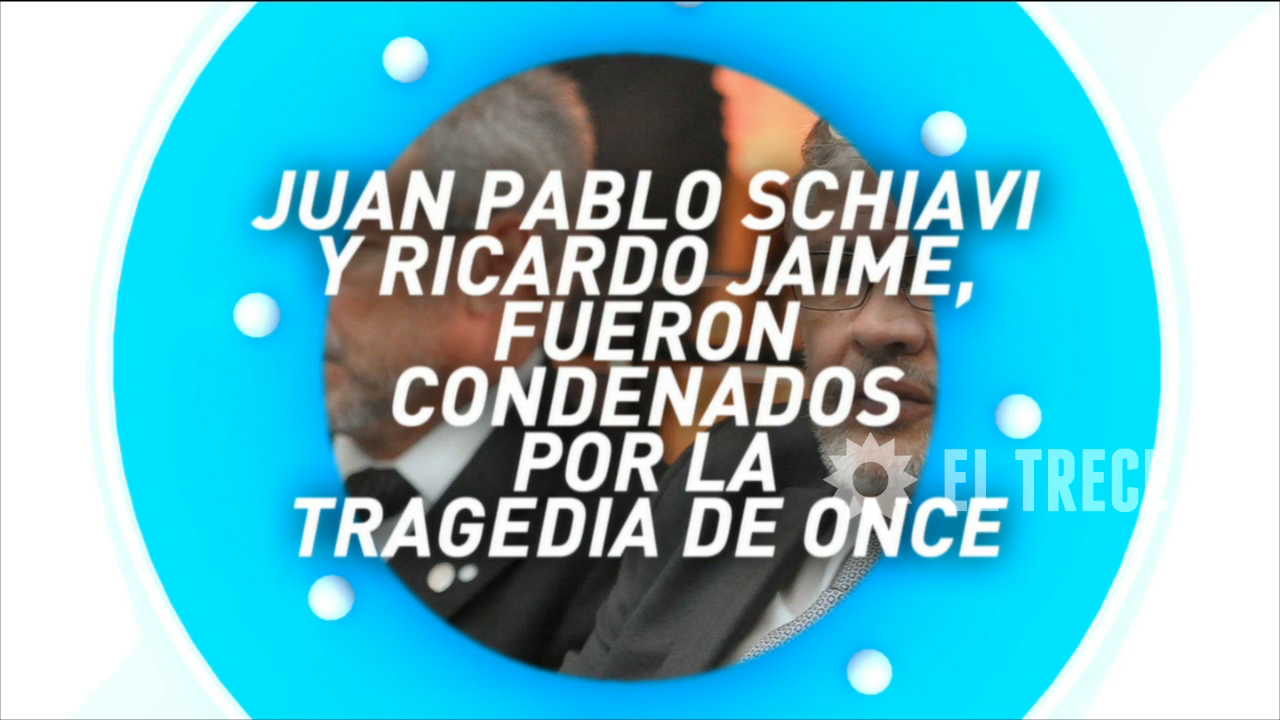 JUAN PABLO SCHIAVI
Y RICARDO JAIME,
FUERON
CONDENADOS
POR LA
TRAGEDIA DE ONCE
EL TRECE